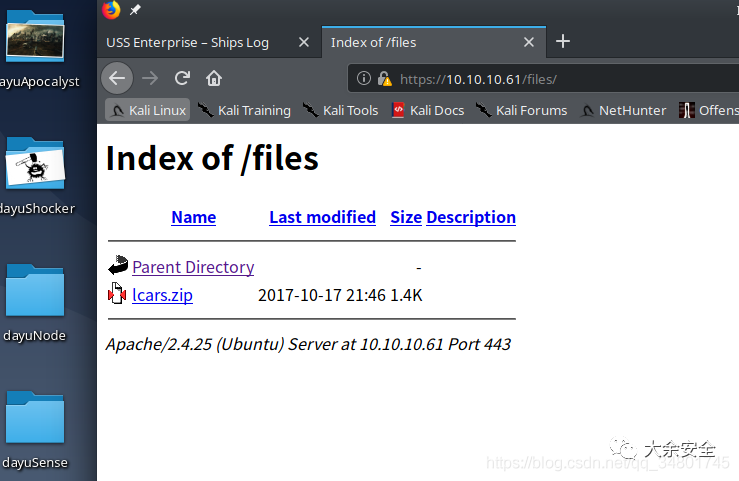 ayuApocalyst
dayuShocker
dayuNode
dayuSense
USS Enterprise – Ships Log
Index of /files
https://10.10.10.61/files/
Kali Linux Kali Training Kali Tools Kali Docs Kali Forums NetHunter Offens
Index of /files
Name Last modified Size Description
Parent Directory -
lcars.zip 2017-10-17 21:46 1.4K
Apache/2.4.25 (Ubuntu) Server at 10.10.10.61 Port 443
大余安全
https://blog.csdn.net/qq_34801745